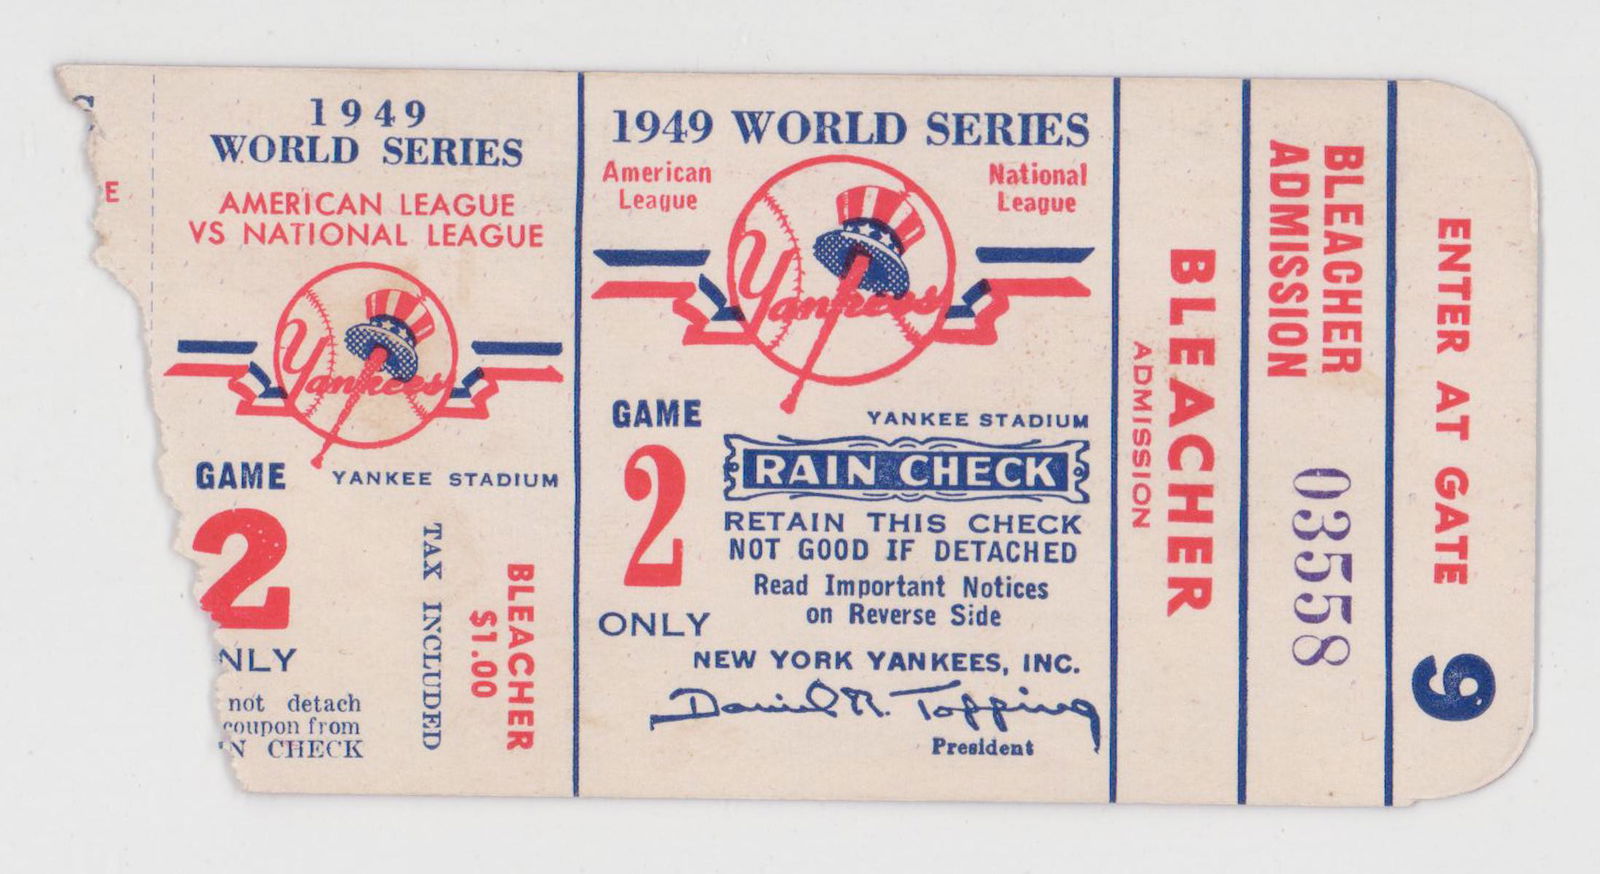 1949
WORLD SERIES
AMERICAN LEAGUE
VS NATIONAL LEAGUE
Yankees
GAME
YANKEE STADIUM
2
NLY
not detach
coupon from
N CHECK
TAX INCLUDED
BLEACHER
$1.00
1949 WORLD SERIES
American
League
National
League
Yankees
GAME
2
ONLY
YANKEE STADIUM
RAIN CHECK
RETAIN THIS CHECK
NOT GOOD IF DETACHED
Read Important Notices
on Reverse Side
NEW YORK YANKEES, INC.
Daniel R. Topping
President
BLEACHER
ADMISSION
BLEACHER
ADMISSION
03558
ENTER AT GATE 9